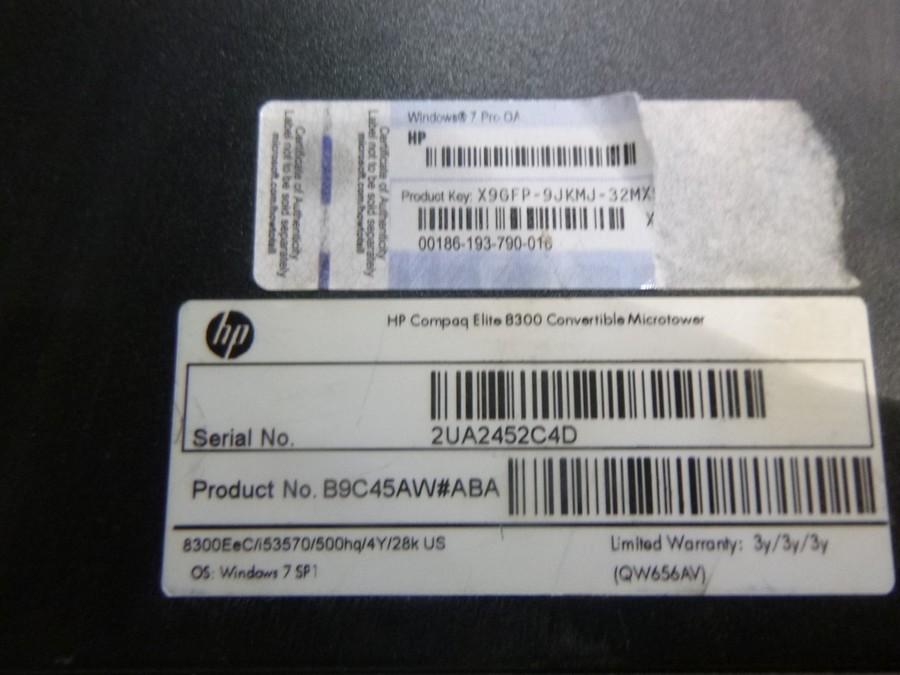 Certificate of Authenticity
Label not to be sold separately
microsoft.com/howtotell
Certificate of Authenticity
Label not to be sold separately
microsoft.com/howtotell
Windows® 7 Pro OA
HP
Product Key: X9GFP-9JKMJ-32MX
X
00186-193-790-016
hp
HP Compaq Elite 8300 Convertible Microtower
Serial No.
2UA2452C4D
Product No. B9C45AW#ABA
8300EeC/i53570/500hq/4Y/28k US
Limited Warranty: 3y/3y/3y
OS: Windows 7 SP1
(QW656AV)